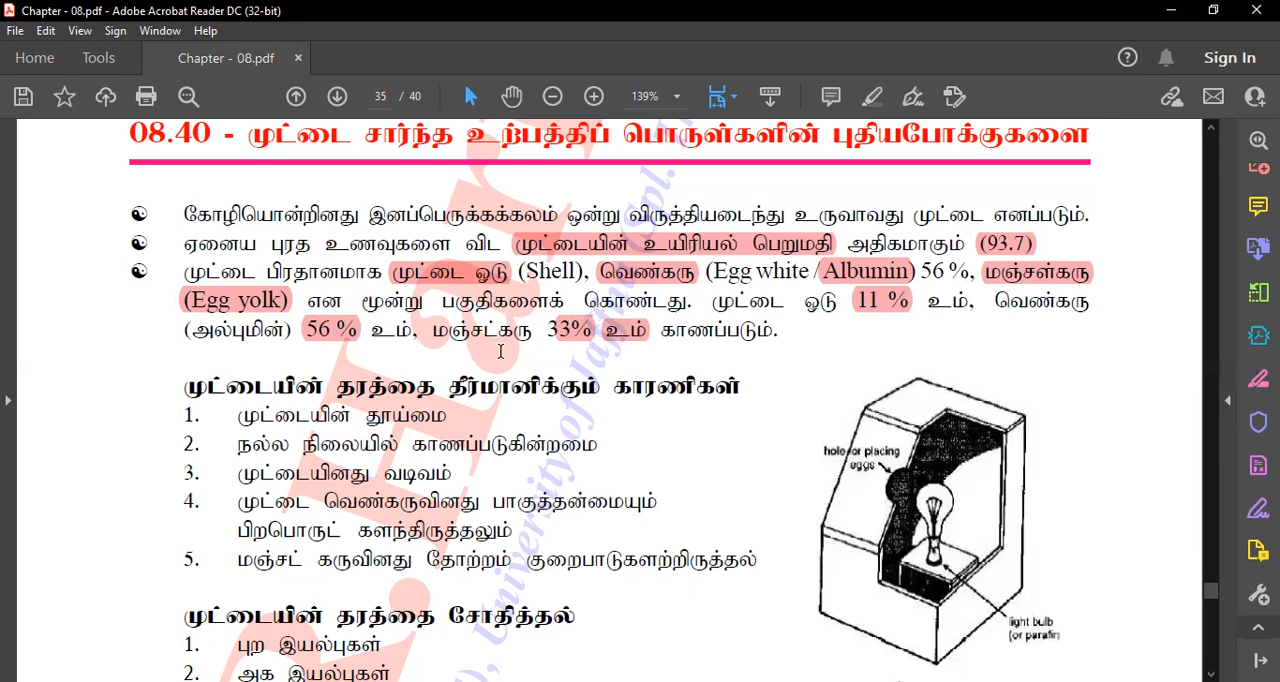 Chapter - 08.pdf - Adobe Acrobat Reader DC (32-bit)
File Edit View Sign Window Help
Home Tools Chapter - 08.pdf × Sign In
35 / 40 139%
08.40 - முட்டை சார்ந்த உற்பத்திப் பொருள்களின் புதியபோக்குகளை
கோழியொன்றினது இனப்பெருக்கக்கலம் ஒன்று விருத்தியடைந்து உருவாவது முட்டை எனப்படும்.
ஏனைய புரத உணவுகளை விட முட்டையின் உயிரியல் பெறுமதி அதிகமாகும் (93.7)
முட்டை பிரதானமாக முட்டை ஓடு (Shell), வெண்கரு (Egg white / Albumin) 56 %, மஞ்சள்கரு
(Egg yolk) என மூன்று பகுதிகளைக் கொண்டது. முட்டை ஓடு 11 % உம், வெண்கரு
(அல்புமின்) 56 % உம், மஞ்சட்கரு 33% உம் காணப்படும்.
முட்டையின் தரத்தை தீர்மானிக்கும் காரணிகள்
1. முட்டையின் தூய்மை
2. நல்ல நிலையில் காணப்படுகின்றமை
3. முட்டையினது வடிவம்
4. முட்டை வெண்கருவினது பாகுத்தன்மையும்
பிறபொருட் களந்திருத்தலும்
5. மஞ்சட் கருவினது தோற்றம் குறைபாடுகளற்றிருத்தல்
hole for placing
eggs
light bulb
(or parafin
முட்டையின் தரத்தை சோதித்தல்
1. புற இயல்புகள்
2. அக இயல்புகள்
R. Hari
), University of Jaffna (Sol.